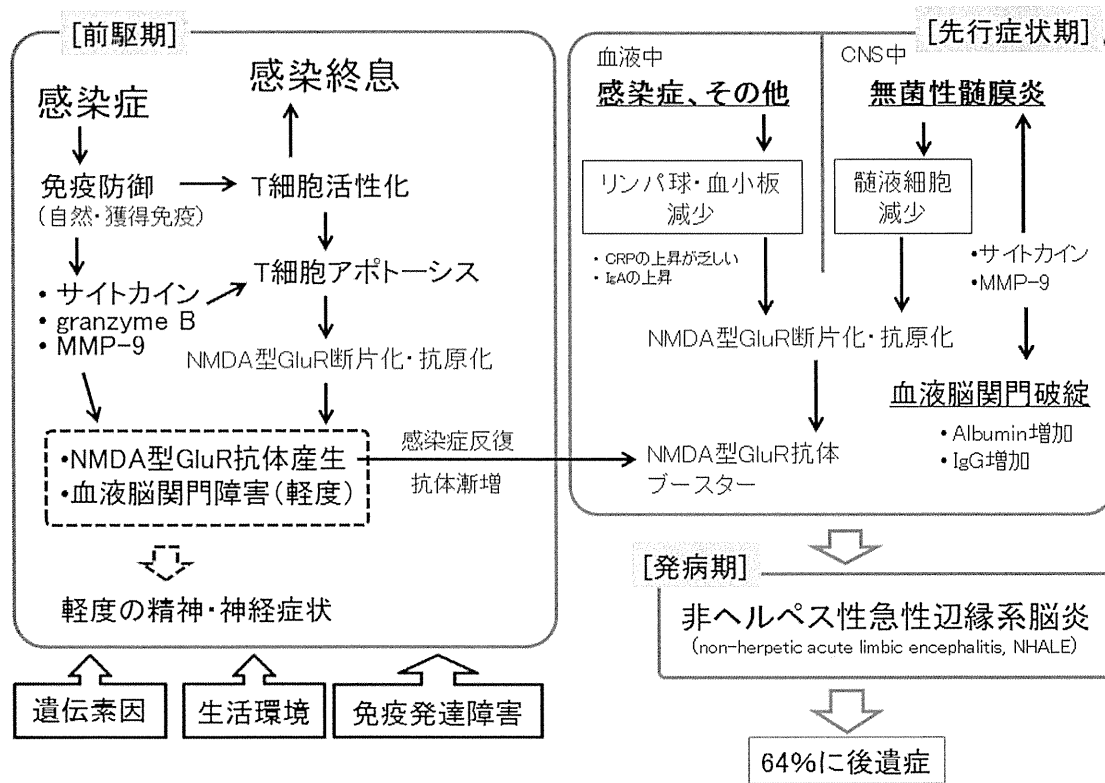 [前駆期]
感染症
感染終息
免疫防御
(自然・獲得免疫)
T細胞活性化
T細胞アポトーシス
• サイトカイン
• granzyme B
• MMP-9
NMDA型GluR断片化・抗原化
•NMDA型GluR抗体産生
•血液脳関門障害(軽度)
軽度の精神・神経症状
遺伝素因
生活環境
免疫発達障害
感染症反復
抗体漸増
[先行症状期]
血液中
感染症、その他
リンパ球・血小板
減少
• CRPの上昇が乏しい
• IgAの上昇
CNS中
無菌性髄膜炎
髄液細胞
減少
•サイトカイン
•MMP-9
NMDA型GluR断片化・抗原化
血液脳関門破綻
• Albumin増加
• IgG増加
NMDA型GluR抗体
ブースター
[発病期]
非ヘルペス性急性辺縁系脳炎
(non-herpetic acute limbic encephalitis, NHALE)
64%に後遺症